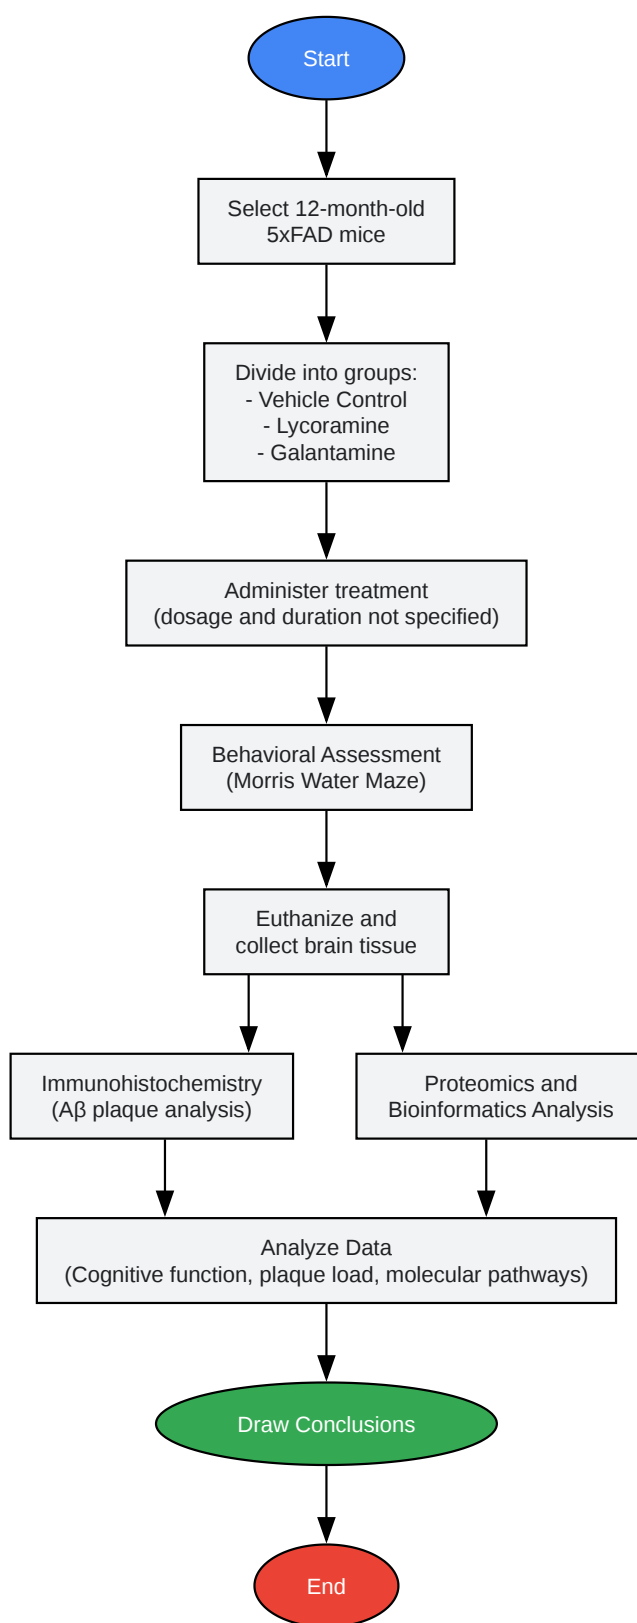 Start
Select 12-month-old
5xFAD mice
Divide into groups:
- Vehicle Control
- Lycoramine
- Galantamine
Administer treatment
(dosage and duration not specified)
Behavioral Assessment
(Morris Water Maze)
Euthanize and
collect brain tissue
Immunohistochemistry
(Aβ plaque analysis)
Proteomics and
Bioinformatics Analysis
Analyze Data
(Cognitive function, plaque load, molecular pathways)
Draw Conclusions
End